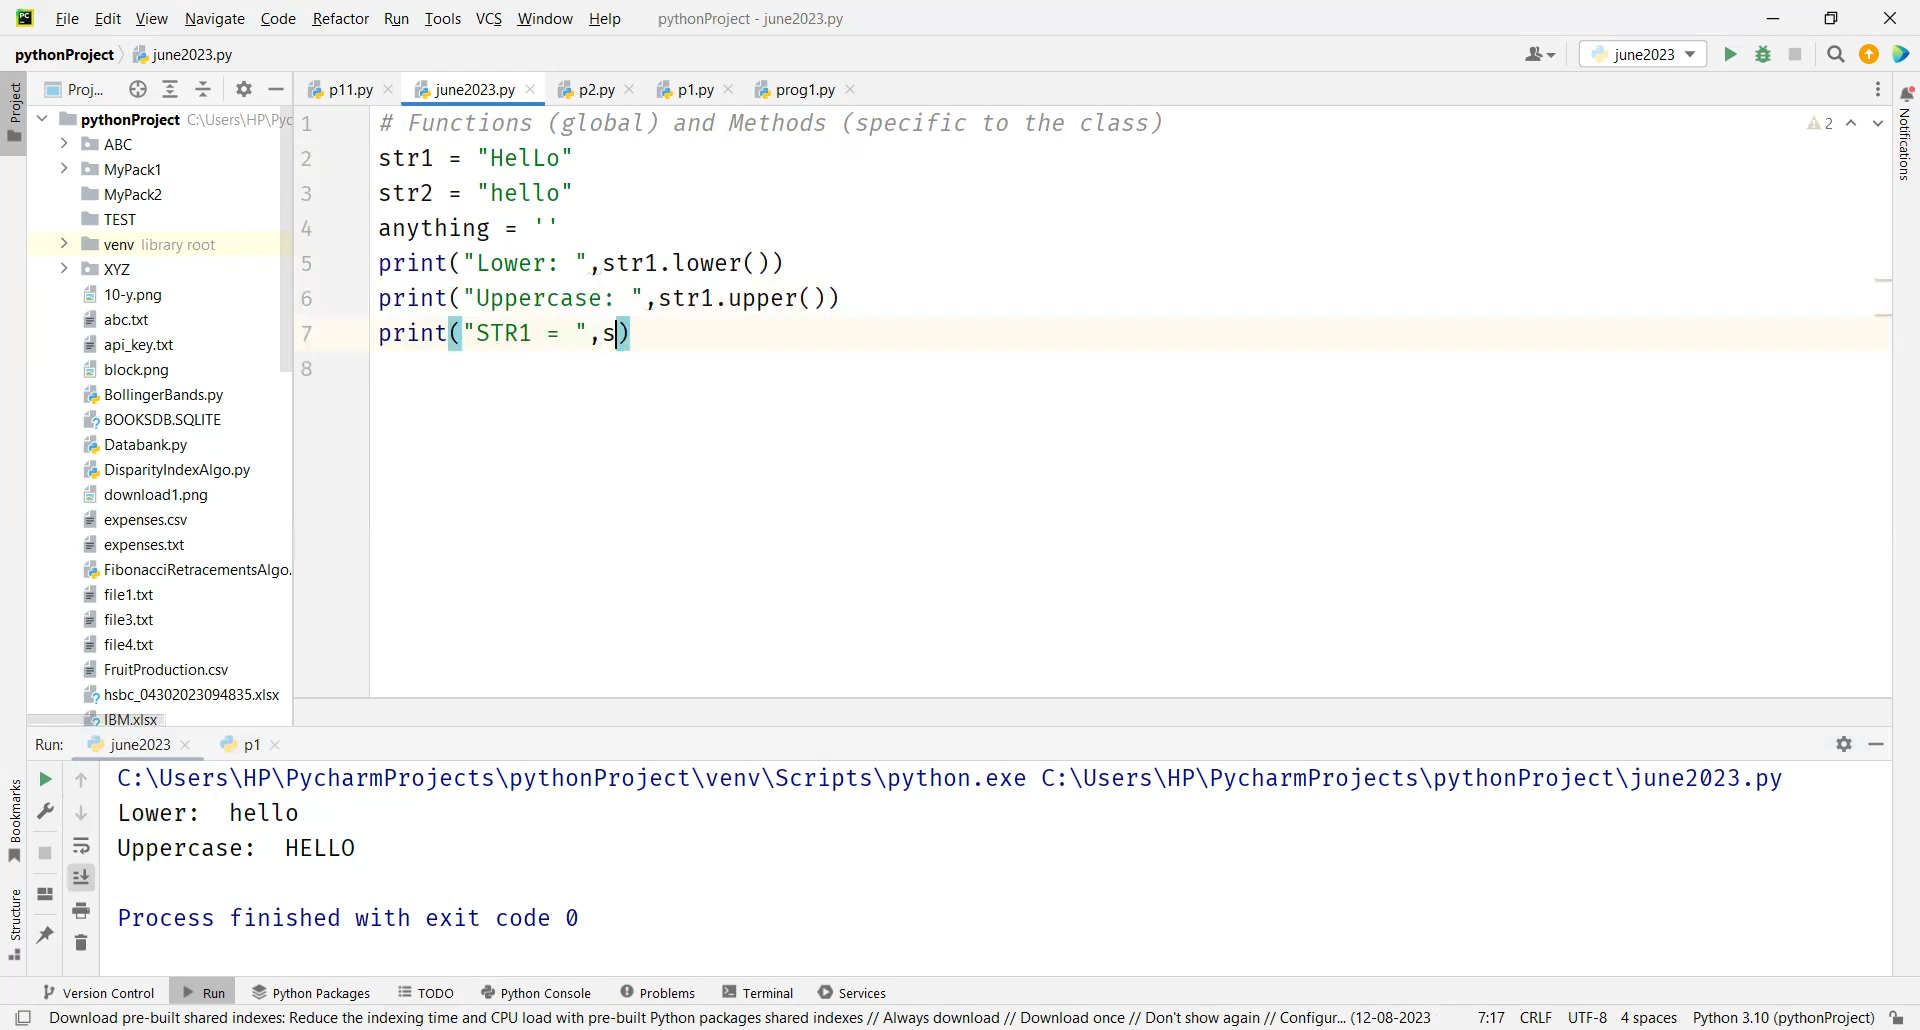 PC File Edit View Navigate Code Refactor Run Tools VCS Window Help pythonProject - june2023.py
pythonProject june2023.py june2023
Project Proj... p11.py june2023.py p2.py p1.py prog1.py
pythonProject C:\Users\HP\Pyc
ABC
MyPack1
MyPack2
TEST
venv library root
XYZ
10-y.png
abc.txt
api_key.txt
block.png
BollingerBands.py
BOOKSDB.SQLITE
Databank.py
DisparityIndexAlgo.py
download1.png
expenses.csv
expenses.txt
FibonacciRetracementsAlgo.
file1.txt
file3.txt
file4.txt
FruitProduction.csv
hsbc_04302023094835.xlsx
IBM.xlsx
1 # Functions (global) and Methods (specific to the class)
2 str1 = "HelLo"
3 str2 = "hello"
4 anything = ''
5 print("Lower: ",str1.lower())
6 print("Uppercase: ",str1.upper())
7 print("STR1 = ",s)
8
2
Notifications
Run: june2023 p1
C:\Users\HP\PycharmProjects\pythonProject\venv\Scripts\python.exe C:\Users\HP\PycharmProjects\pythonProject\june2023.py
Lower:  hello
Uppercase:  HELLO
Process finished with exit code 0
Bookmarks
Structure
Version Control Run Python Packages TODO Python Console Problems Terminal Services
Download pre-built shared indexes: Reduce the indexing time and CPU load with pre-built Python packages shared indexes // Always download // Download once // Don't show again // Configur... (12-08-2023 7:17 CRLF UTF-8 4 spaces Python 3.10 (pythonProject)